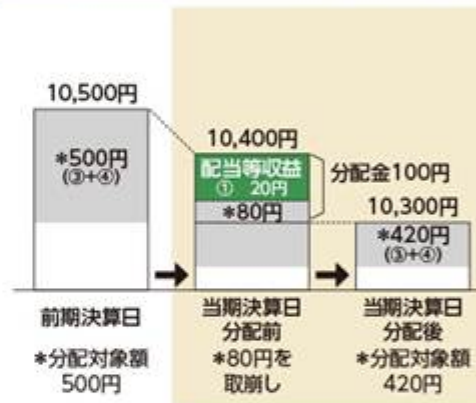 10,500円
*500円
(③+④)
10,400円
配当等収益
① 20円
*80円
分配金100円
10,300円
*420円
(③+④)
前期決算日
*分配対象額
500円
当期決算日
分配前
*80円を
取崩し
当期決算日
分配後
*分配対象額
420円